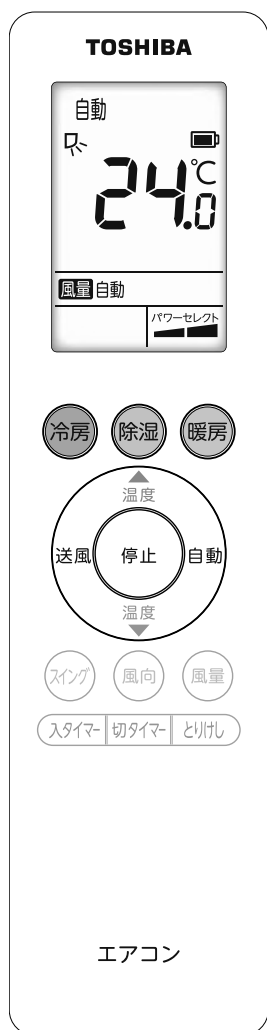 TOSHIBA
自動
24.0℃
風量 自動
パワーセレクト
冷房 除湿 暖房
温度
送風 停止 自動
温度
スイング 風向 風量
入タイマー 切タイマー とりけし
エアコン